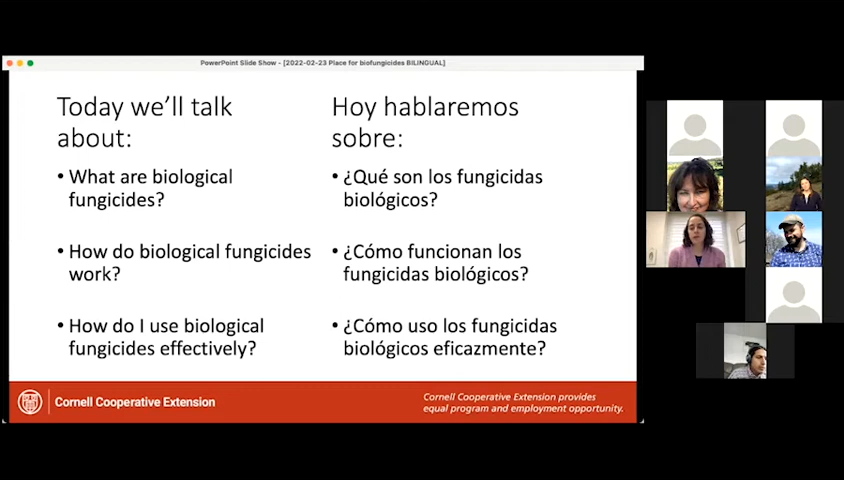 PowerPoint Slide Show - [2022-02-23 Place for biofungicides BILINGUAL]
Today we'll talk
about:
• What are biological
fungicides?
• How do biological fungicides
work?
• How do I use biological
fungicides effectively?
Hoy hablaremos
sobre:
• ¿Qué son los fungicidas
biológicos?
• ¿Cómo funcionan los
fungicidas biológicos?
• ¿Cómo uso los fungicidas
biológicos eficazmente?
Cornell Cooperative Extension
Cornell Cooperative Extension provides
equal program and employment opportunity.